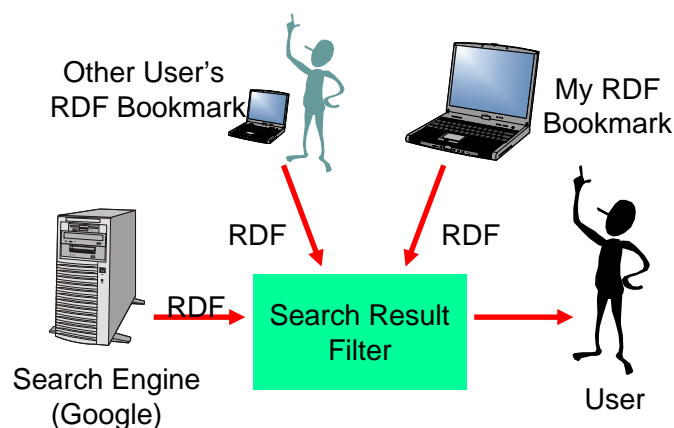 Other User's
RDF Bookmark
My RDF
Bookmark
RDF
RDF
RDF
Search Result
Filter
Search Engine
(Google)
User